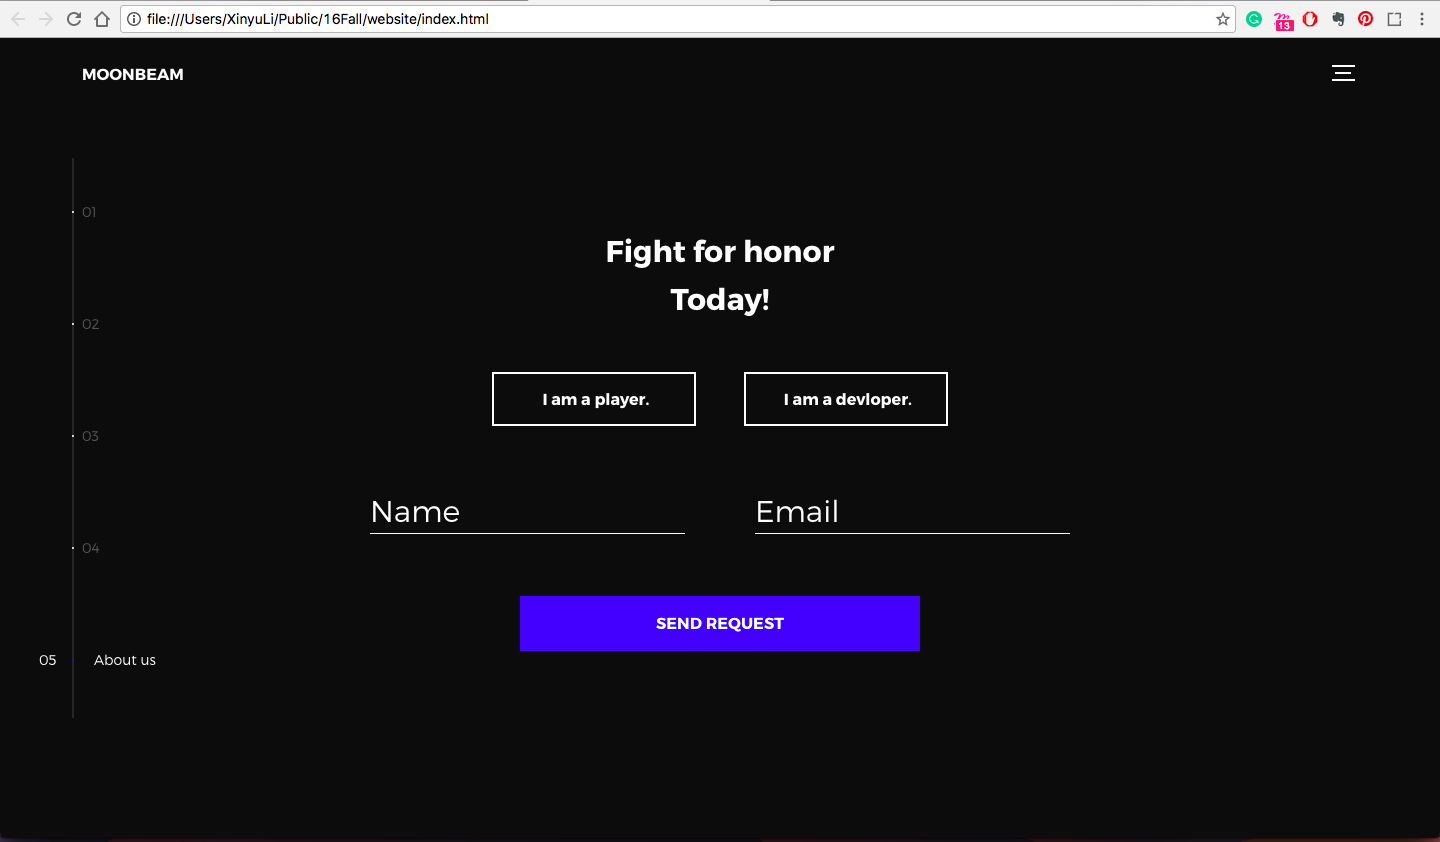 file:///Users/XinyuLi/Public/16Fall/website/index.html
13
MOONBEAM
01
Fight for honor
Today!
02
I am a player.
I am a devloper.
03
Name
Email
04
SEND REQUEST
05 About us